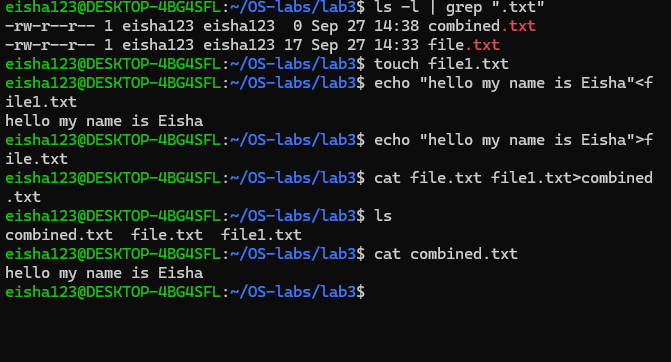 eisha123@DESKTOP-4BG4SFL:~/OS-labs/lab3$ ls -l | grep ".txt"
-rw-r--r-- 1 eisha123 eisha123  0 Sep 27 14:38 combined.txt
-rw-r--r-- 1 eisha123 eisha123 17 Sep 27 14:33 file.txt
eisha123@DESKTOP-4BG4SFL:~/OS-labs/lab3$ touch file1.txt
eisha123@DESKTOP-4BG4SFL:~/OS-labs/lab3$ echo "hello my name is Eisha"<f
ile1.txt
hello my name is Eisha
eisha123@DESKTOP-4BG4SFL:~/OS-labs/lab3$ echo "hello my name is Eisha">f
ile.txt
eisha123@DESKTOP-4BG4SFL:~/OS-labs/lab3$ cat file.txt file1.txt>combined
.txt
eisha123@DESKTOP-4BG4SFL:~/OS-labs/lab3$ ls
combined.txt  file.txt  file1.txt
eisha123@DESKTOP-4BG4SFL:~/OS-labs/lab3$ cat combined.txt
hello my name is Eisha
eisha123@DESKTOP-4BG4SFL:~/OS-labs/lab3$